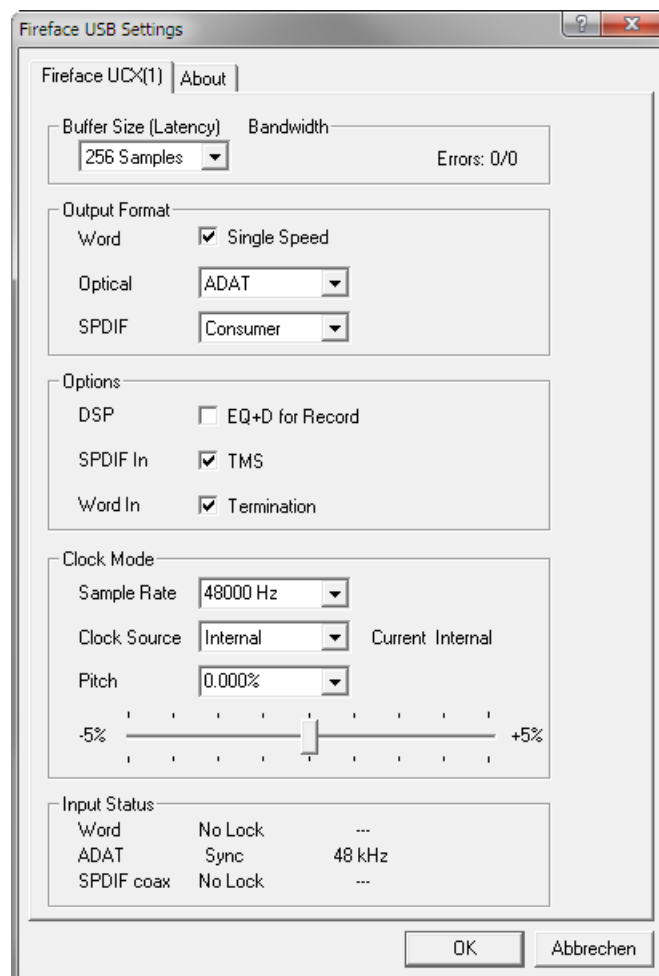 Fireface USB Settings
Fireface UCX(1) About
Buffer Size (Latency) Bandwidth
256 Samples Errors: 0/0
Output Format
Word Single Speed
Optical ADAT
SPDIF Consumer
Options
DSP EQ+D for Record
SPDIF In TMS
Word In Termination
Clock Mode
Sample Rate 48000 Hz
Clock Source Internal Current Internal
Pitch 0.000%
-5% +5%
Input Status
Word No Lock ---
ADAT Sync 48 kHz
SPDIF coax No Lock ---
OK Abbrechen